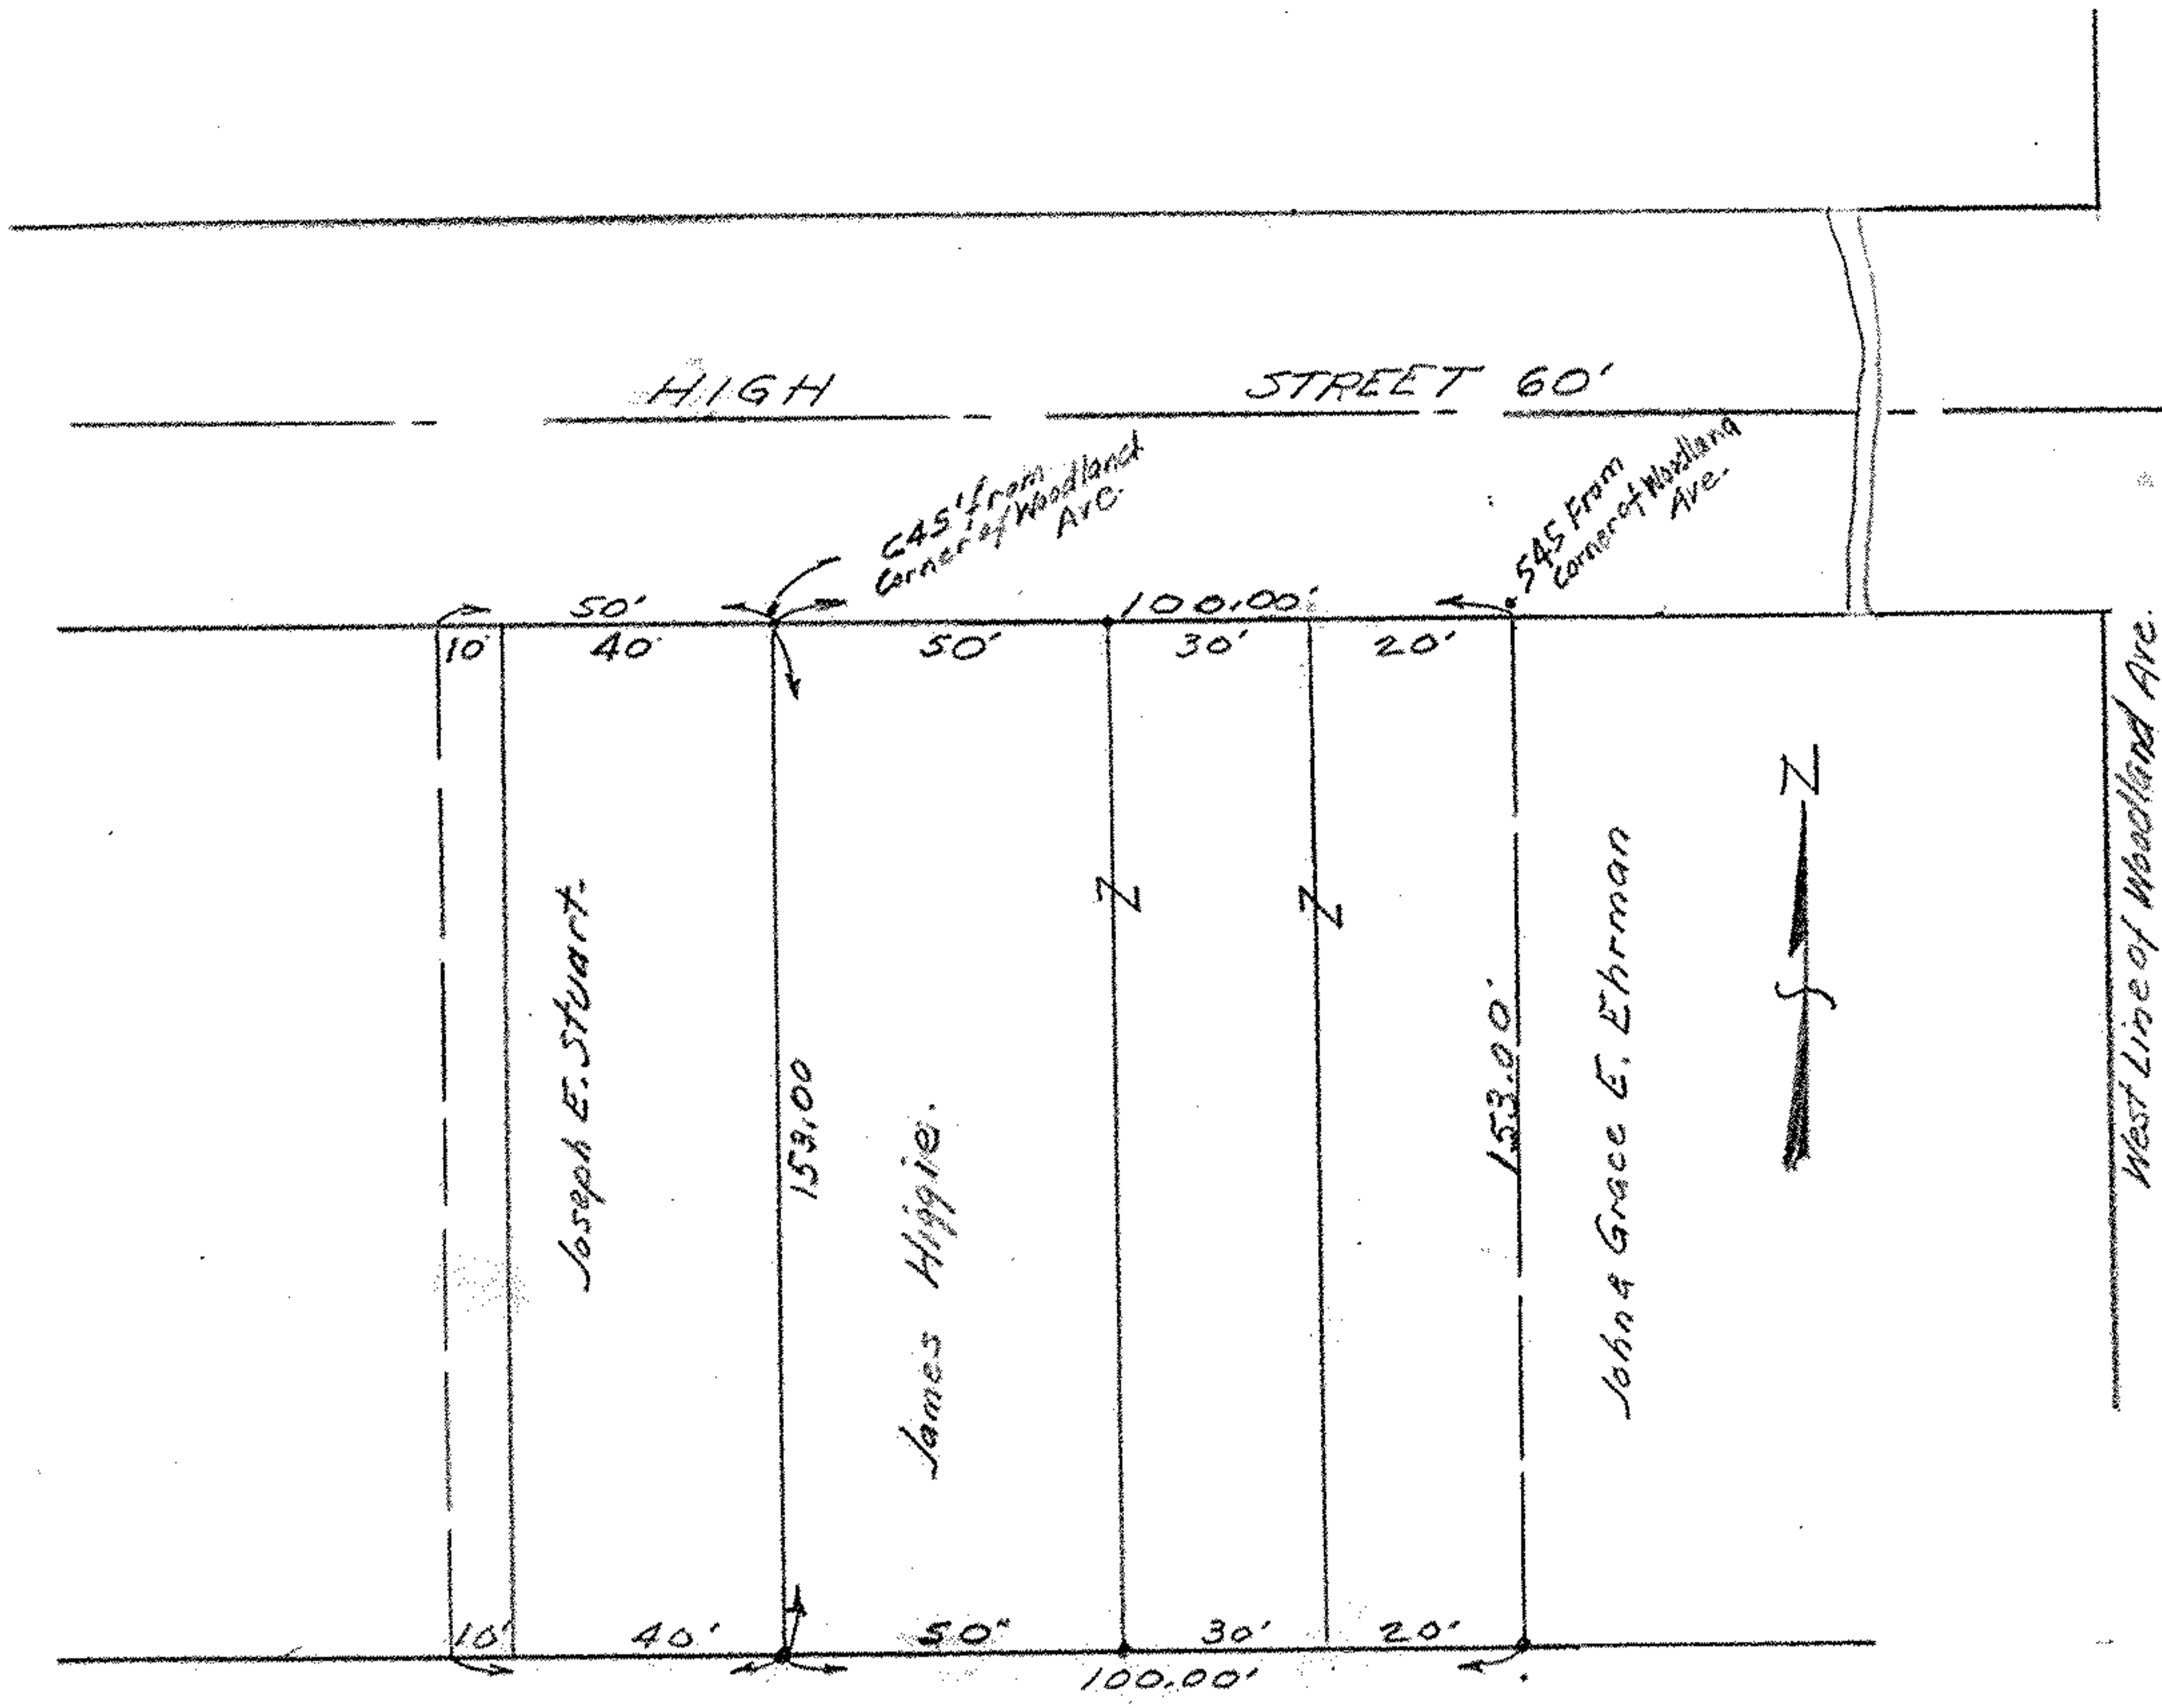 HIGH STREET 60'
C45' from
Corner of Woodland
Ave.
545 From
Corner of Woodland
Ave.
50'
100.00'
10'
40'
50'
30'
20'
Joseph E. Stuart.
153.00
James Higgie.
Z
Z
153.00'
John & Grace E. Ehrman
Z
West Line of Woodland Ave.
10'
40'
50"
30'
20'
100.00'